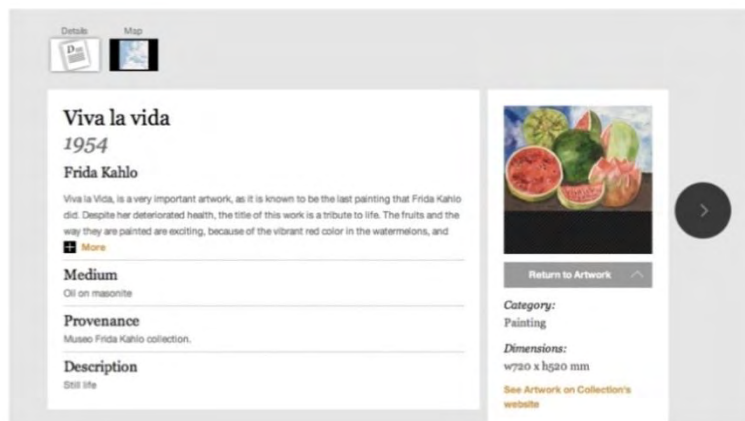 Details Map
Viva la vida
1954
Frida Kahlo
Viva la Vida, is a very important artwork, as it is known to be the last painting that Frida Kahlo
did. Despite her deteriorated health, the title of this work is a tribute to life. The fruits and the
way they are painted are exciting, because of the vibrant red color in the watermelons, and
More
Medium
Oil on masonite
Provenance
Museo Frida Kahlo collection.
Description
Still life
Return to Artwork
Category:
Painting
Dimensions:
w720 x h520 mm
See Artwork on Collection's
website